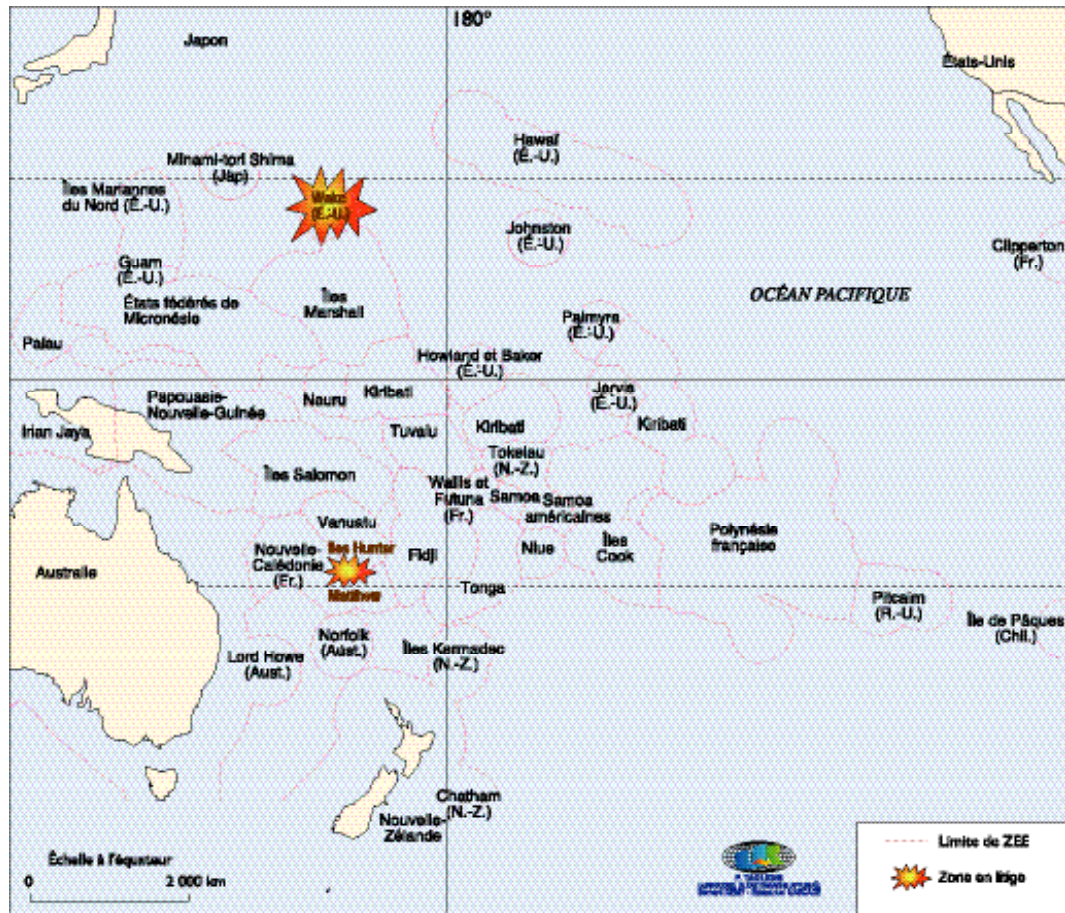 180°
Japon
États-Unis
Hawaï
(É.-U.)
Minami-tori Shima
(Jap)
Îles Mariannes
du Nord (É.-U.)
Wake
(É.-U.)
Johnston
(É.-U.)
Clipperton
(Fr.)
Guam
(É.-U.)
États fédérés de
Micronésie
Îles
Marshall
OCÉAN PACIFIQUE
Palmyra
(É.-U.)
Palau
Howland et Baker
(É.-U.)
Papouasie-
Nouvelle-Guinée
Nauru
Kiribati
Jarvis
(É.-U.)
Irian Jaya
Tuvalu
Kiribati
Kiribati
Tokelau
(N.-Z.)
Îles Salomon
Wallis et
Futuna
(Fr.)
Samoa
Samoa
américaines
Vanuatu
Îles Hunter
Nouvelle-
Calédonie
(Fr.)
Fidji
Niue
Îles
Cook
Polynésie
française
Australie
Matthew
Tonga
Pitcairn
(R.-U.)
Île de Pâques
(Chil.)
Norfolk
(Aust.)
Îles Kermadec
(N.-Z.)
Lord Howe
(Aust.)
Chatham
(N.-Z.)
Nouvelle-
Zélande
Échelle à l'équateur
0 2 000 km
Limite de ZEE
Zone en litige